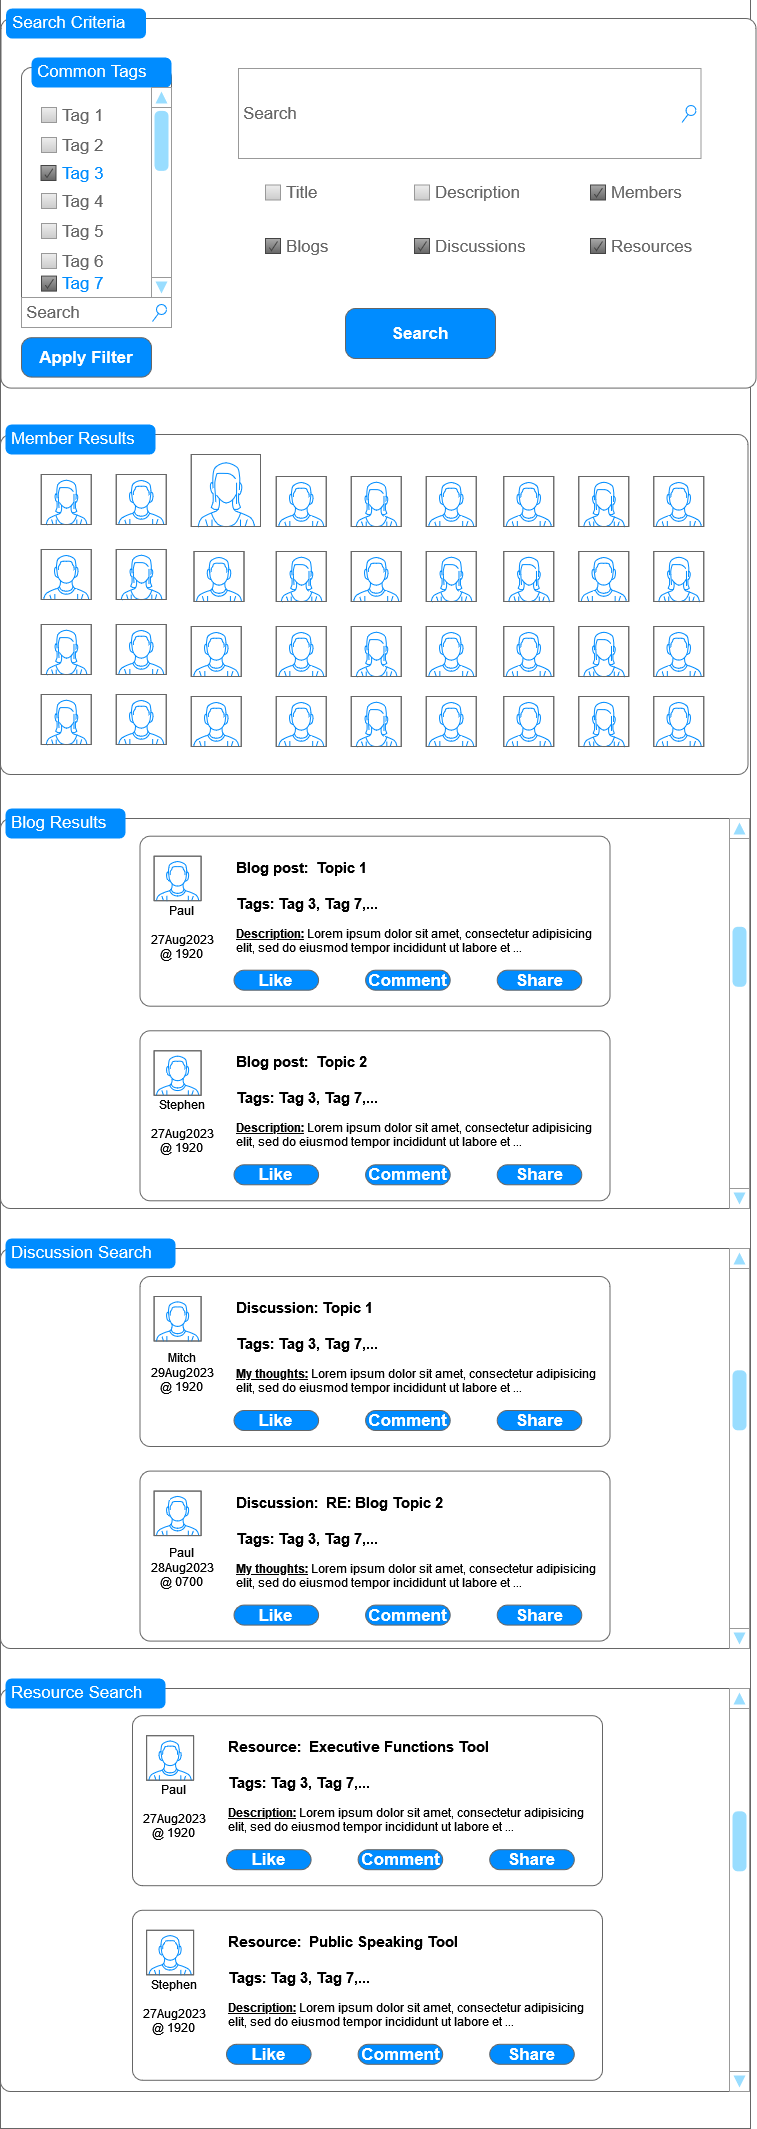 Search Criteria
Common Tags
Tag 1
Tag 2
Tag 3
Tag 4
Tag 5
Tag 6
Tag 7
Search
Apply Filter
Search
Title Description Members
Blogs Discussions Resources
Search
Member Results
Blog Results
Paul
27Aug2023
@ 1920
Blog post:  Topic 1
Tags: Tag 3, Tag 7,...
Description: Lorem ipsum dolor sit amet, consectetur adipisicing
elit, sed do eiusmod tempor incididunt ut labore et ...
Like Comment Share
Stephen
27Aug2023
@ 1920
Blog post:  Topic 2
Tags: Tag 3, Tag 7,...
Description: Lorem ipsum dolor sit amet, consectetur adipisicing
elit, sed do eiusmod tempor incididunt ut labore et ...
Like Comment Share
Discussion Search
Mitch
29Aug2023
@ 1920
Discussion: Topic 1
Tags: Tag 3, Tag 7,...
My thoughts: Lorem ipsum dolor sit amet, consectetur adipisicing
elit, sed do eiusmod tempor incididunt ut labore et ...
Like Comment Share
Paul
28Aug2023
@ 0700
Discussion:  RE: Blog Topic 2
Tags: Tag 3, Tag 7,...
My thoughts: Lorem ipsum dolor sit amet, consectetur adipisicing
elit, sed do eiusmod tempor incididunt ut labore et ...
Like Comment Share
Resource Search
Paul
27Aug2023
@ 1920
Resource:  Executive Functions Tool
Tags: Tag 3, Tag 7,...
Description: Lorem ipsum dolor sit amet, consectetur adipisicing
elit, sed do eiusmod tempor incididunt ut labore et ...
Like Comment Share
Stephen
27Aug2023
@ 1920
Resource:  Public Speaking Tool
Tags: Tag 3, Tag 7,...
Description: Lorem ipsum dolor sit amet, consectetur adipisicing
elit, sed do eiusmod tempor incididunt ut labore et ...
Like Comment Share